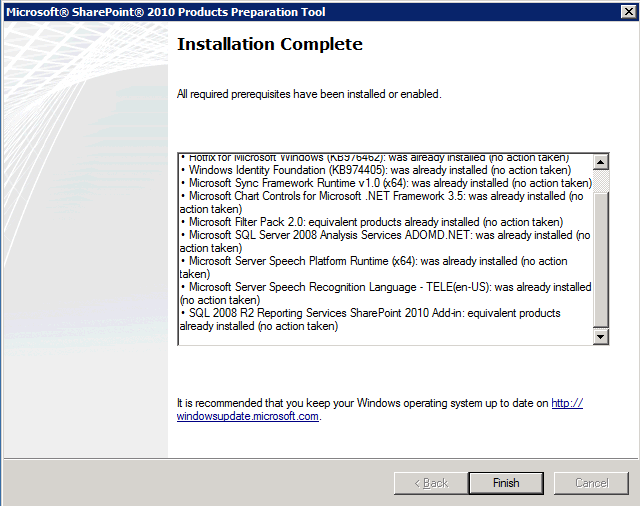 Microsoft® SharePoint® 2010 Products Preparation Tool
Installation Complete
All required prerequisites have been installed or enabled.
• Hotfix for Microsoft Windows (KB976462): was already installed (no action taken)
• Windows Identity Foundation (KB974405): was already installed (no action taken)
• Microsoft Sync Framework Runtime v1.0 (x64): was already installed (no action taken)
• Microsoft Chart Controls for Microsoft .NET Framework 3.5: was already installed (no
action taken)
• Microsoft Filter Pack 2.0: equivalent products already installed (no action taken)
• Microsoft SQL Server 2008 Analysis Services ADOMD.NET: was already installed (no
action taken)
• Microsoft Server Speech Platform Runtime (x64): was already installed (no action
taken)
• Microsoft Server Speech Recognition Language - TELE(en-US): was already installed
(no action taken)
• SQL 2008 R2 Reporting Services SharePoint 2010 Add-in: equivalent products
already installed (no action taken)
It is recommended that you keep your Windows operating system up to date on http://
windowsupdate.microsoft.com.
< Back Finish Cancel